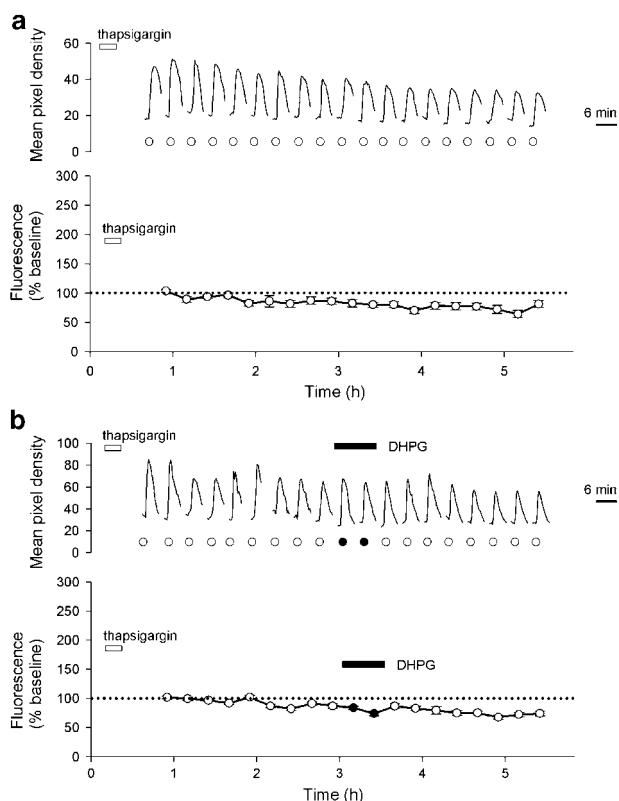 a
thapsigargin
60
40
20
0
Mean pixel density
6 min
300
250
200
150
100
50
0
Fluorescence
(% baseline)
thapsigargin
0 1 2 3 4 5
Time (h)
b
thapsigargin
100
80
60
40
20
0
Mean pixel density
DHPG
6 min
300
250
200
150
100
50
0
Fluorescence
(% baseline)
thapsigargin
DHPG
0 1 2 3 4 5
Time (h)